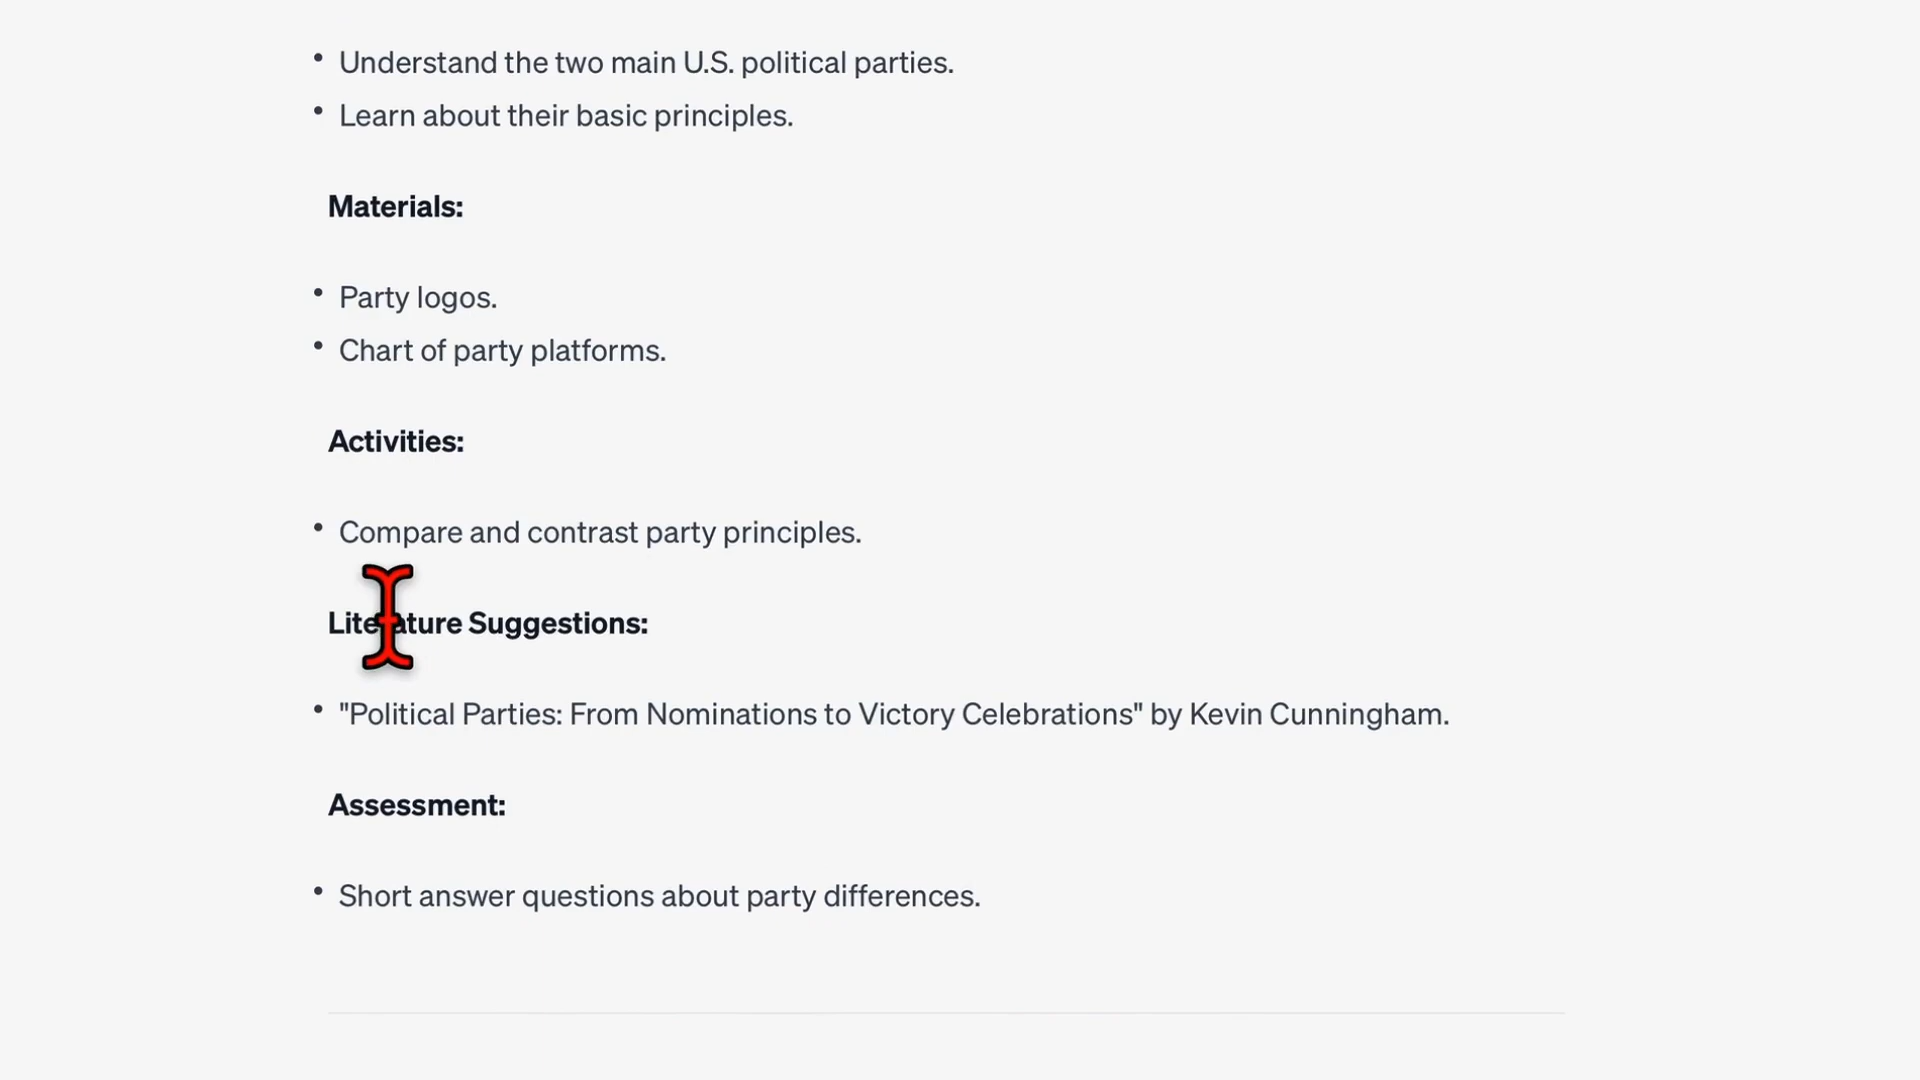 • Understand the two main U.S. political parties.
• Learn about their basic principles.
Materials:
• Party logos.
• Chart of party platforms.
Activities:
• Compare and contrast party principles.
Literature Suggestions:
• "Political Parties: From Nominations to Victory Celebrations" by Kevin Cunningham.
Assessment:
• Short answer questions about party differences.